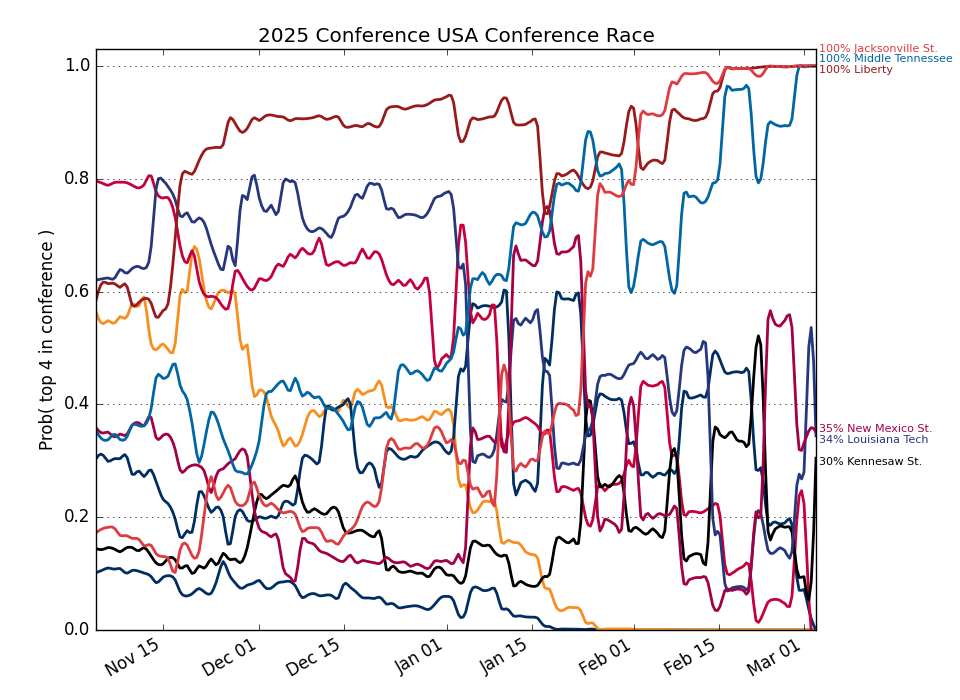 2025 Conference USA Conference Race
100% Jacksonville St.
100% Middle Tennessee
100% Liberty
1.0
0.8
0.6
0.4
0.2
0.0
Prob( top 4 in conference )
35% New Mexico St.
34% Louisiana Tech
30% Kennesaw St.
Nov 15
Dec 01
Dec 15
Jan 01
Jan 15
Feb 01
Feb 15
Mar 01